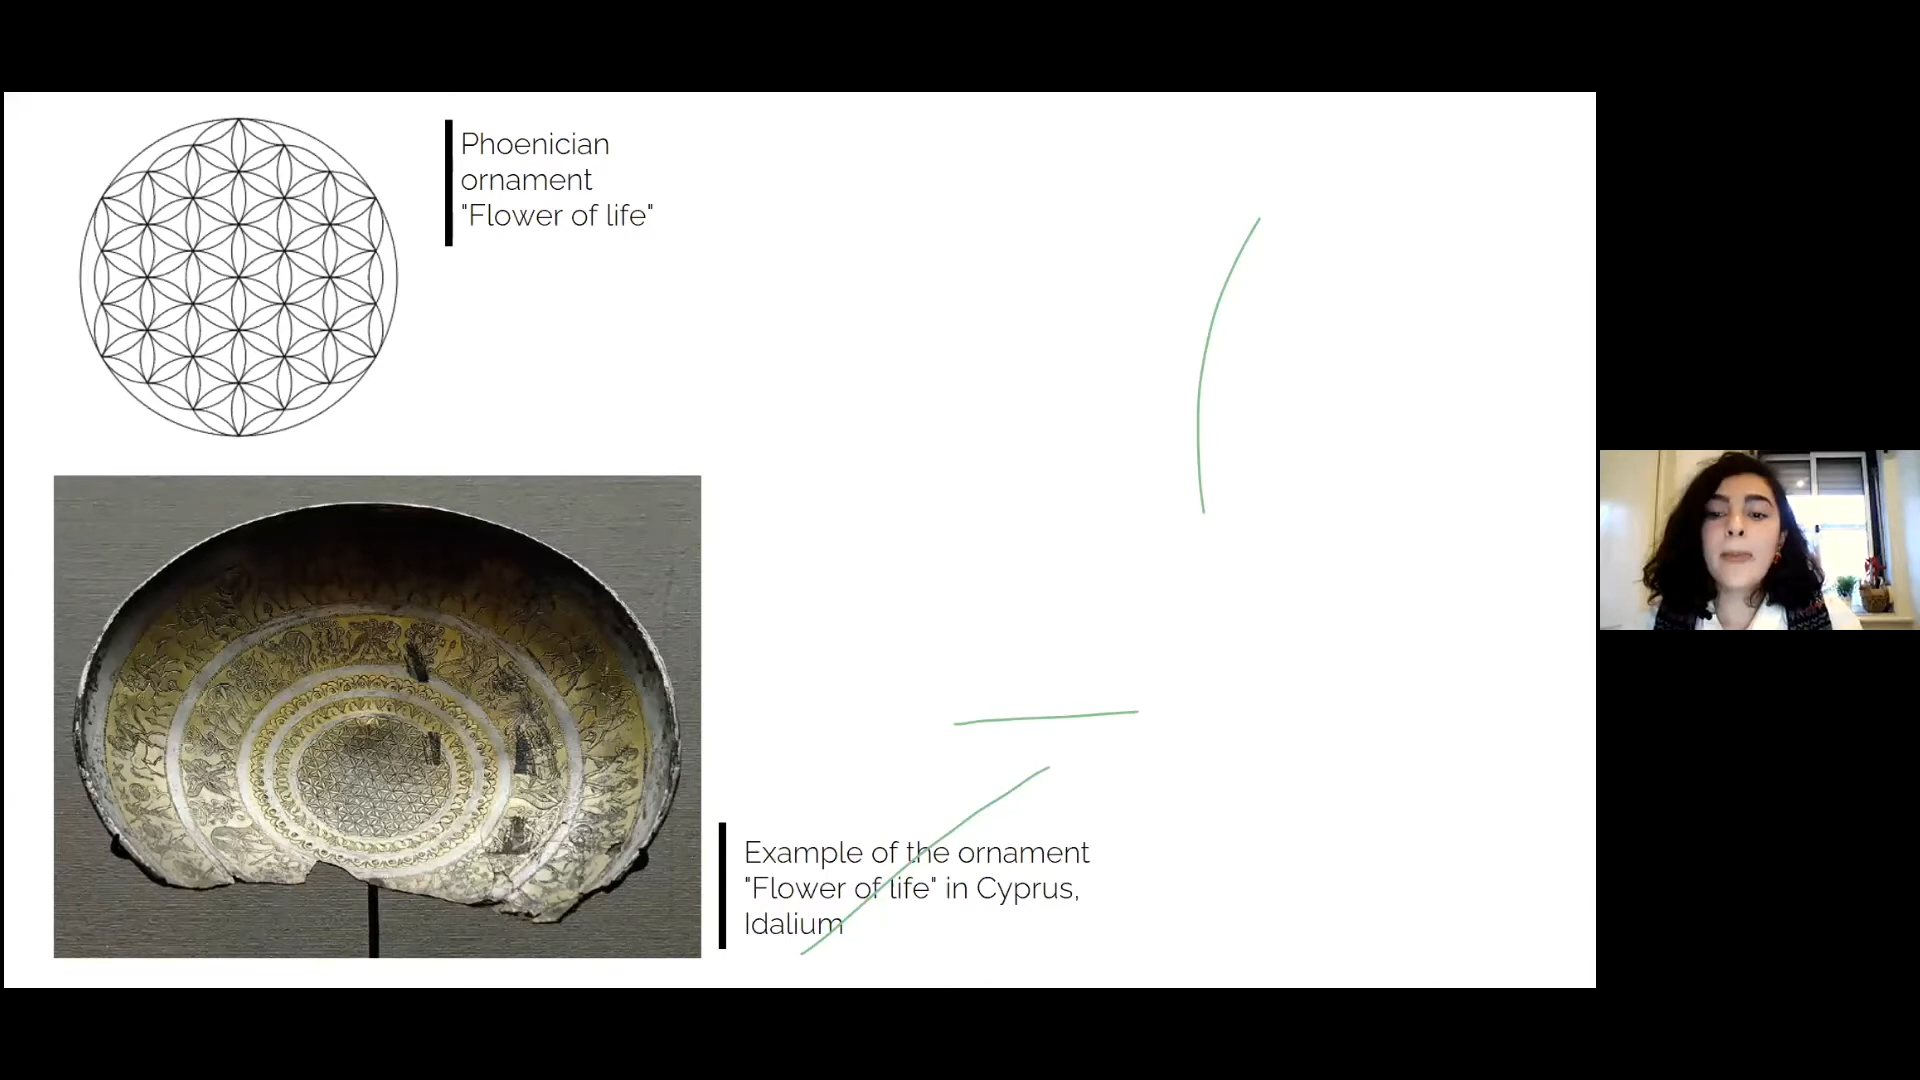 Phoenician
ornament
"Flower of life"
Example of the ornament
"Flower of life" in Cyprus,
Idalium